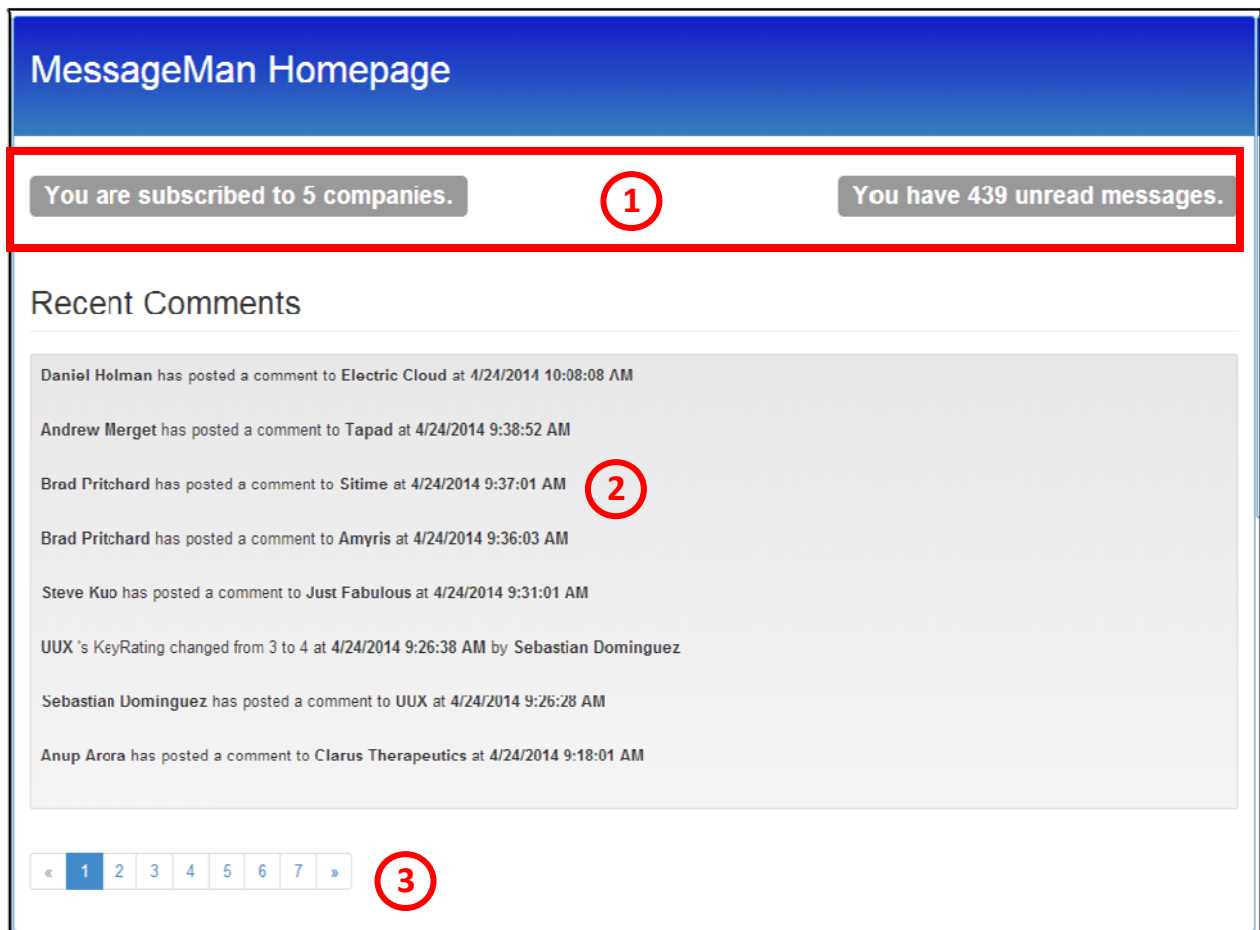 MessageMan Homepage
You are subscribed to 5 companies.
1
You have 439 unread messages.
Recent Comments
Daniel Holman has posted a comment to Electric Cloud at 4/24/2014 10:08:08 AM
Andrew Merget has posted a comment to Tapad at 4/24/2014 9:38:52 AM
Brad Pritchard has posted a comment to Sitime at 4/24/2014 9:37:01 AM
2
Brad Pritchard has posted a comment to Amyris at 4/24/2014 9:36:03 AM
Steve Kuo has posted a comment to Just Fabulous at 4/24/2014 9:31:01 AM
UUX 's KeyRating changed from 3 to 4 at 4/24/2014 9:26:38 AM by Sebastian Dominguez
Sebastian Dominguez has posted a comment to UUX at 4/24/2014 9:26:28 AM
Anup Arora has posted a comment to Clarus Therapeutics at 4/24/2014 9:18:01 AM
« 1 2 3 4 5 6 7 »
3